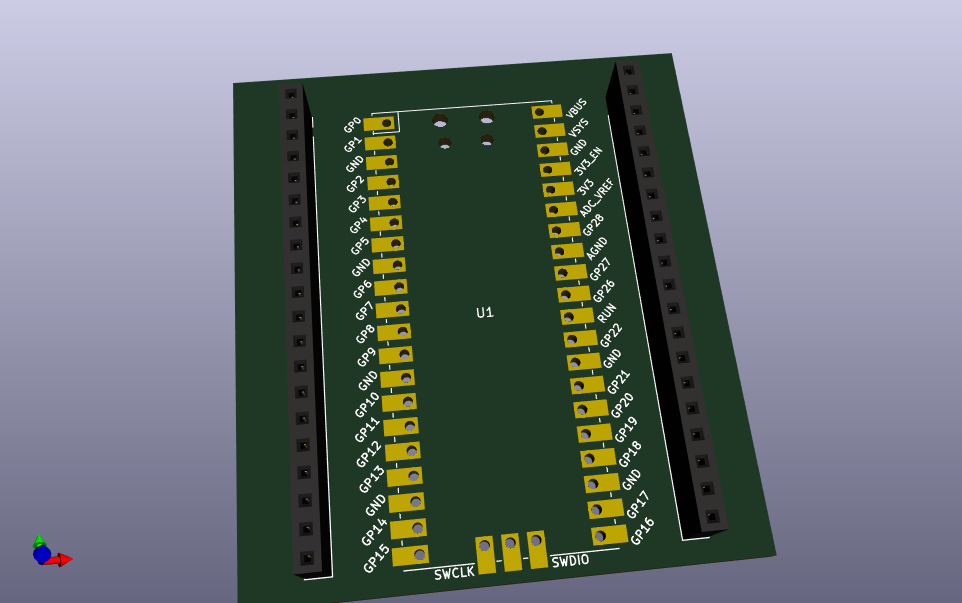 GP0
GP1
GND
GP2
GP3
GP4
GP5
GND
GP6
GP7
GP8
GP9
GND
GP10
GP11
GP12
GP13
GND
GP14
GP15
U1
VBUS
VSYS
GND
3V3_EN
3V3
ADC_VREF
GP28
AGND
GP27
GP26
RUN
GP22
GND
GP21
GP20
GP19
GP18
GND
GP17
GP16
SWCLK
SWDIO